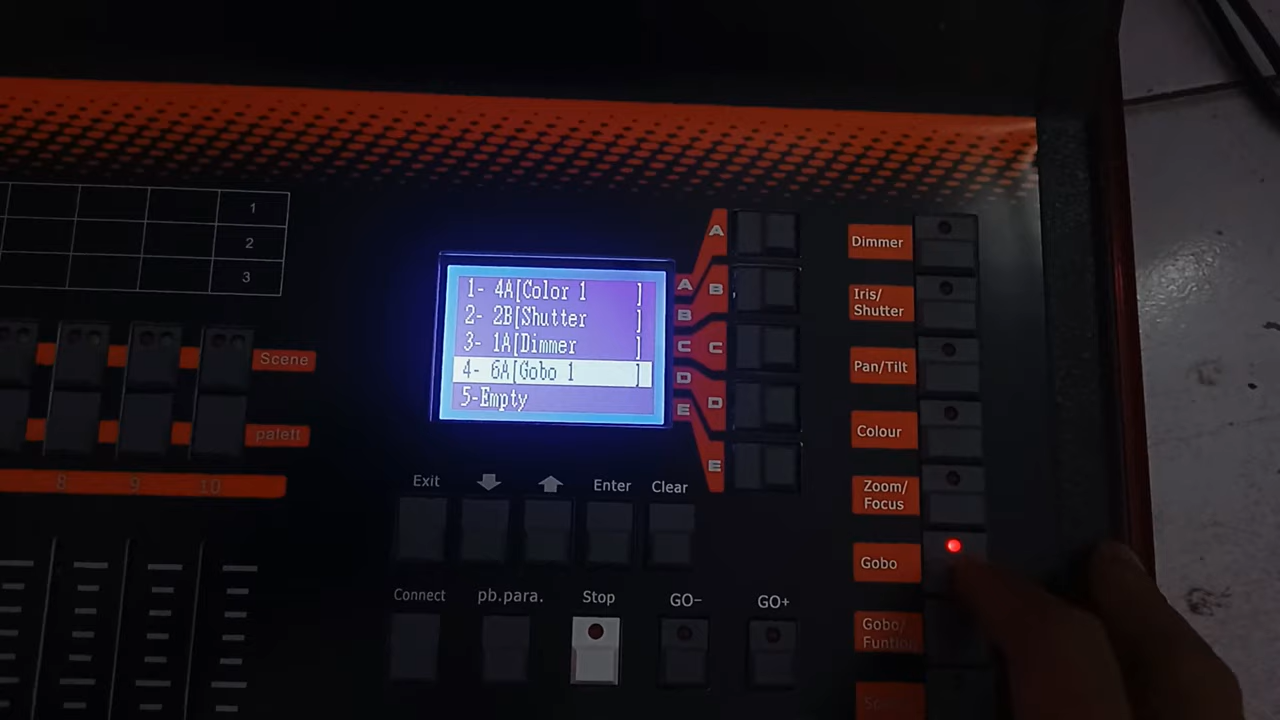 1
2
3
Scene
palett
8 9 10
1- 4A[Color 1 ]
2- 2B[Shutter ]
3- 1A[Dimmer ]
4- 6A[Gobo 1 ]
5-Empty
A
B
C
D
E
A
B
C
D
E
Exit
Enter
Clear
Connect
pb.para.
Stop
GO-
GO+
Dimmer
Iris/
Shutter
Pan/Tilt
Colour
Zoom/
Focus
Gobo
Gobo/
Funtion